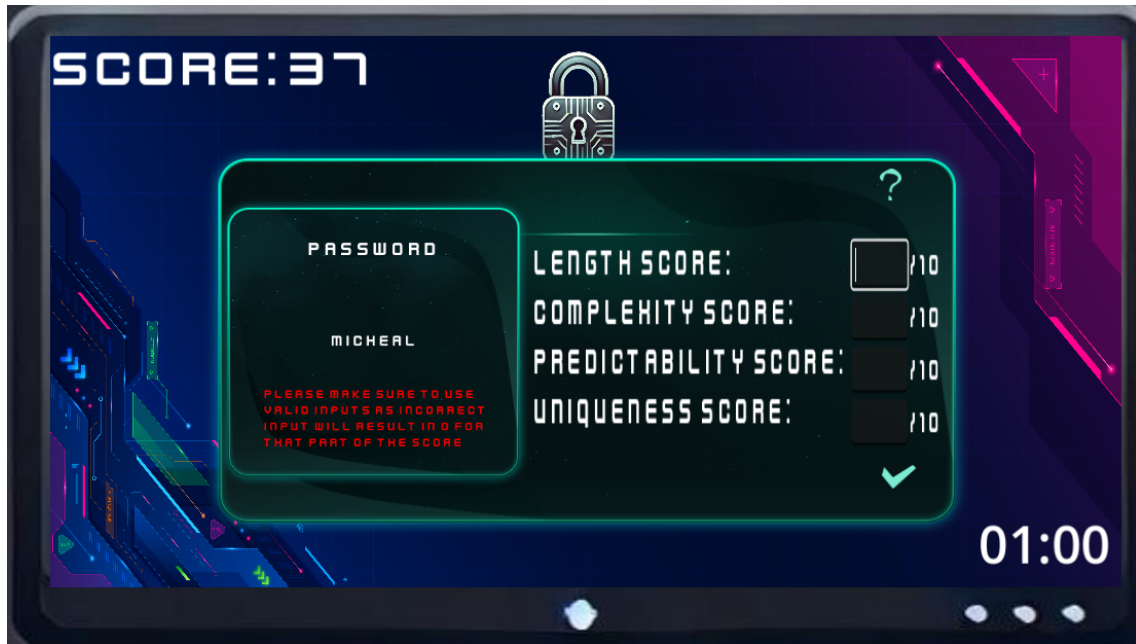 SCORE:37
?
PASSWORD
MICHEAL
PLEASE MAKE SURE TO USE
VALID INPUTS AS INCORRECT
INPUT WILL RESULT IN 0 FOR
THAT PART OF THE SCORE
LENGTH SCORE: /10
COMPLEXITY SCORE: /10
PREDICTABILITY SCORE: /10
UNIQUENESS SCORE: /10
01:00